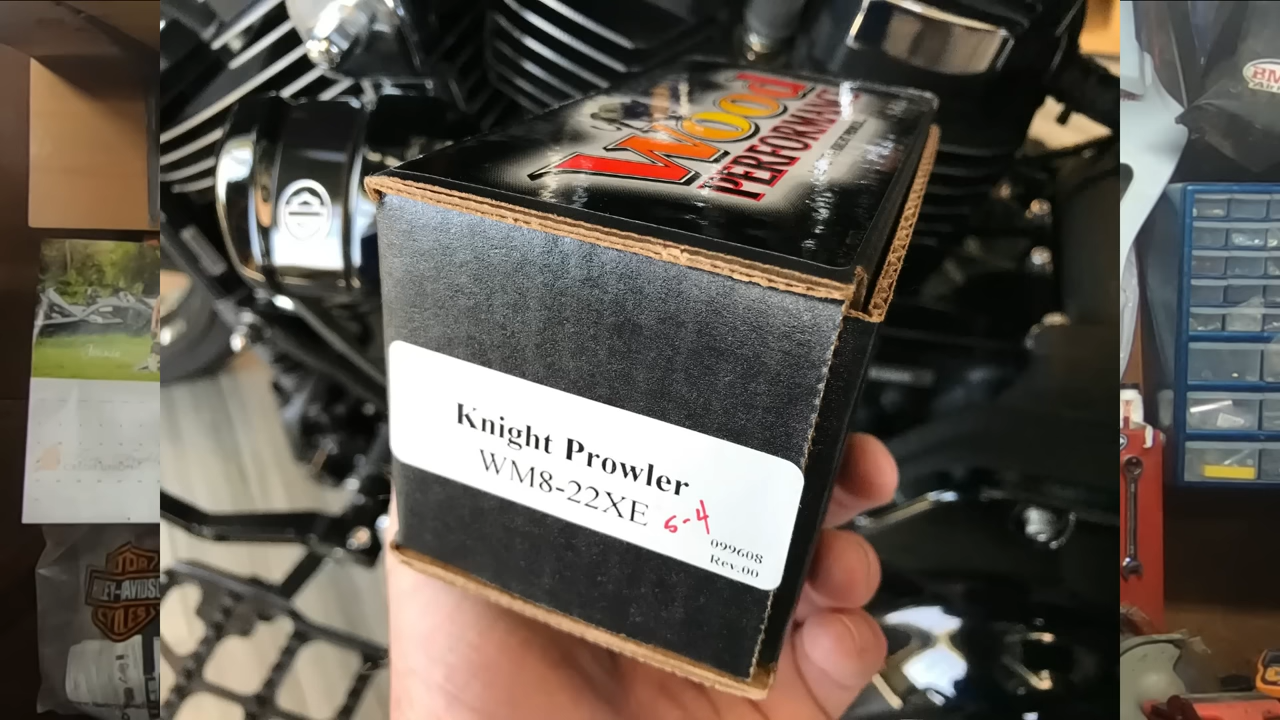 Wood
PERFORMANCE
Knight Prowler
WM8-22XE 6-4
099608
Rev.00